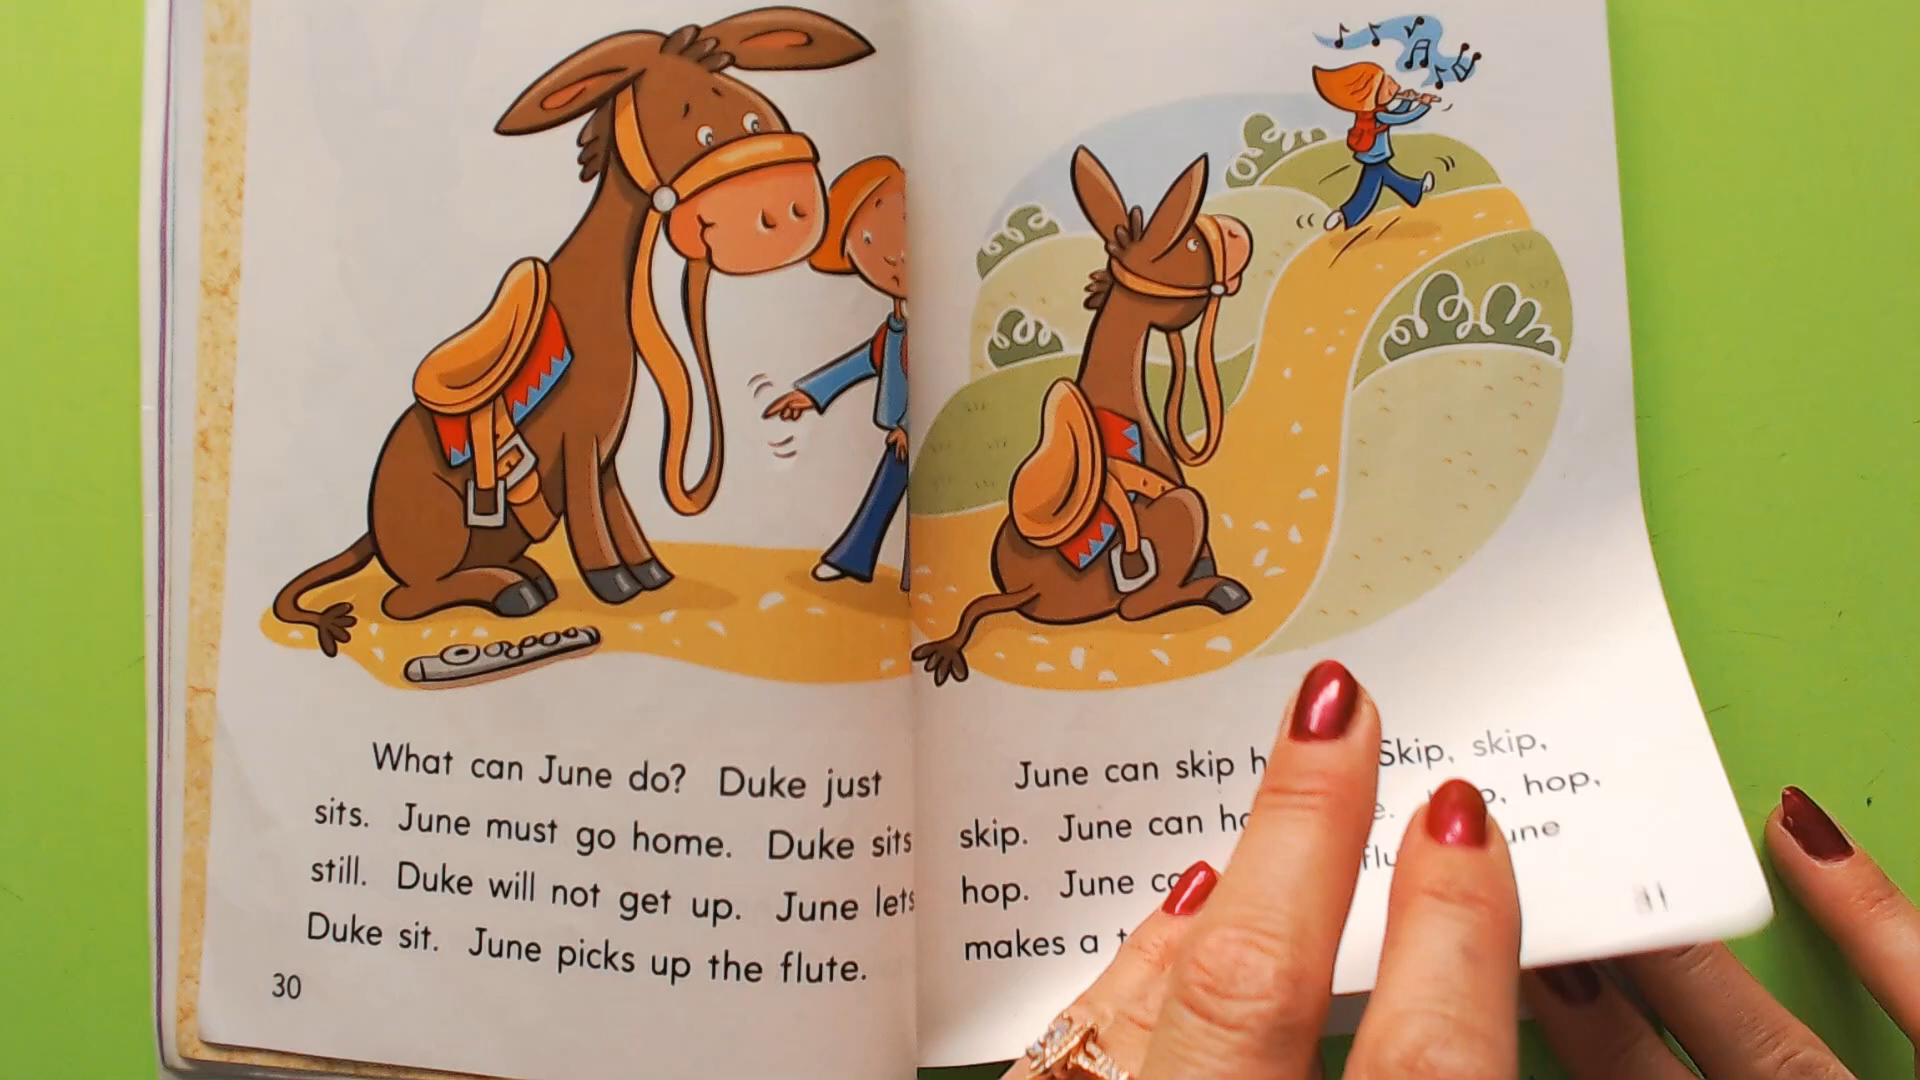 What can June do? Duke just
sits. June must go home. Duke sits
still. Duke will not get up. June lets
Duke sit. June picks up the flute.
30
June can skip Skip, skip,
skip. June can hop,
hop. June
makes a